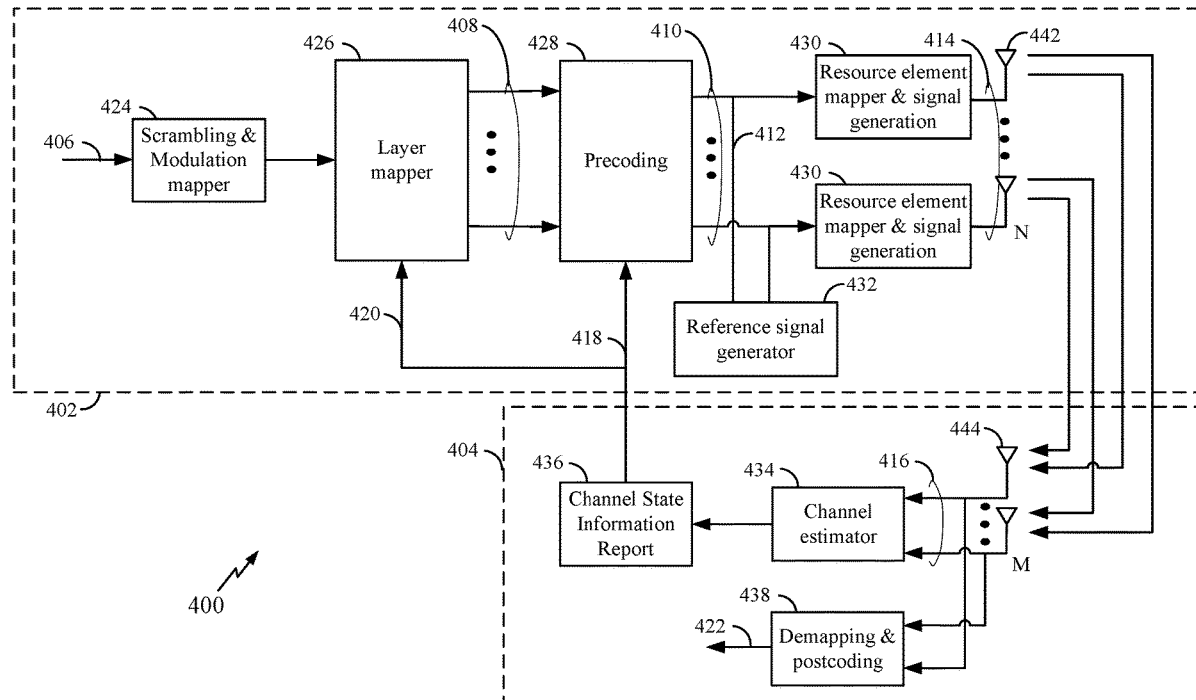 426
408
428
410
430
414
442
424
406
Scrambling &
Modulation
mapper
Layer
mapper
Precoding
412
Resource element
mapper & signal
generation
430
Resource element
mapper & signal
generation
N
432
Reference signal
generator
420
418
402
404
436
Channel State
Information
Report
434
Channel
estimator
416
444
M
400
438
Demapping &
postcoding
422